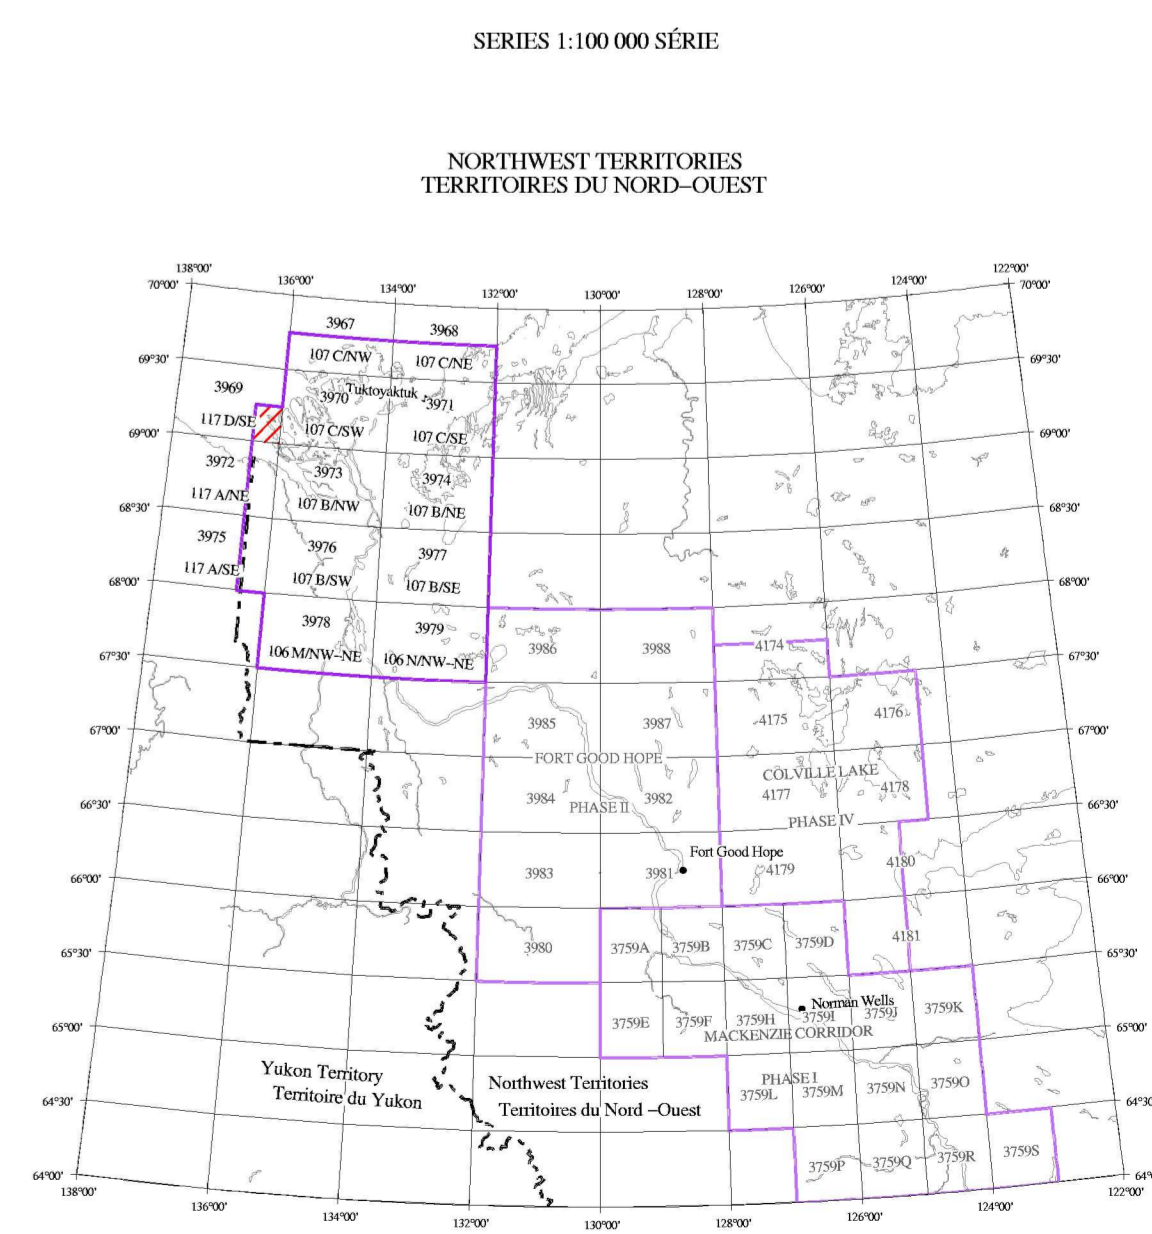 SERIES 1:100 000 SÉRIE
NORTHWEST TERRITORIES
TERRITOIRES DU NORD–OUEST
138°00'
136°00'
134°00'
132°00'
130°00'
128°00'
126°00'
124°00'
122°00'
70°00'
70°00'
3967
3968
69°30'
107 C/NW
107 C/NE
69°30'
3969
3970
Tuktoyaktuk
3971
117 D/SE
107 C/SW
107 C/SE
69°00'
69°00'
3972
3973
3974
117 A/NE
107 B/NW
107 B/NE
68°30'
68°30'
3975
3976
3977
117 A/SE
107 B/SW
107 B/SE
68°00'
68°00'
3978
3979
3986
3988
4174
106 M/NW–NE
106 N/NW–NE
67°30'
67°30'
3985
3987
4175
4176
67°00'
67°00'
FORT GOOD HOPE
COLVILLE LAKE
3984
PHASE II
3982
4177
4178
66°30'
66°30'
PHASE IV
Fort Good Hope
3983
3981
4179
4180
66°00'
66°00'
3980
3759A
3759B
3759C
3759D
4181
65°30'
65°30'
Norman Wells
3759E
3759F
3759H
3759I
3759J
3759K
MACKENZIE CORRIDOR
65°00'
65°00'
Yukon Territory
Territoire du Yukon
Northwest Territories
Territoires du Nord –Ouest
PHASE I
3759L
3759M
3759N
3759O
64°30'
64°30'
3759P
3759Q
3759R
3759S
64°00'
64°
138°00'
136°00'
134°00'
132°00'
130°00'
128°00'
126°00'
124°00'
122°00'